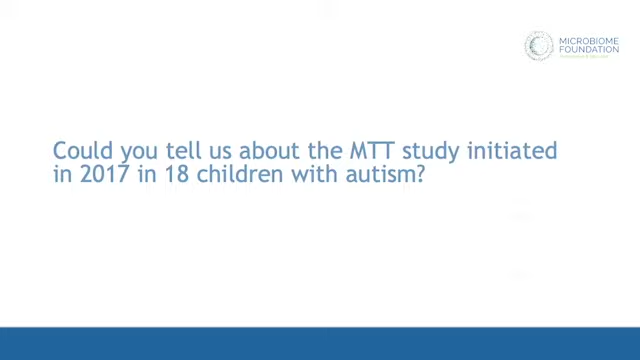 MICROBIOME
FOUNDATION
Could you tell us about the MTT study initiated
in 2017 in 18 children with autism?